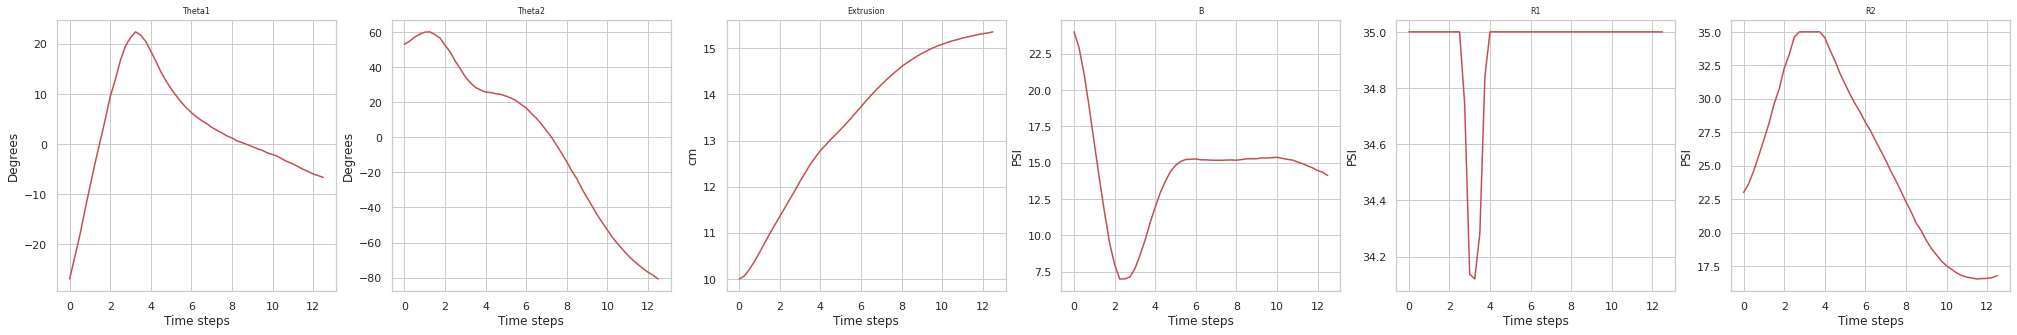 Theta1
Degrees
20
10
0
−10
−20
0 2 4 6 8 10 12
Time steps
Theta2
Degrees
60
40
20
0
−20
−40
−60
−80
0 2 4 6 8 10 12
Time steps
Extrusion
cm
15
14
13
12
11
10
0 2 4 6 8 10 12
Time steps
B
PSI
22.5
20.0
17.5
15.0
12.5
10.0
7.5
0 2 4 6 8 10 12
Time steps
R1
PSI
35.0
34.8
34.6
34.4
34.2
0 2 4 6 8 10 12
Time steps
R2
PSI
35.0
32.5
30.0
27.5
25.0
22.5
20.0
17.5
0 2 4 6 8 10 12
Time steps